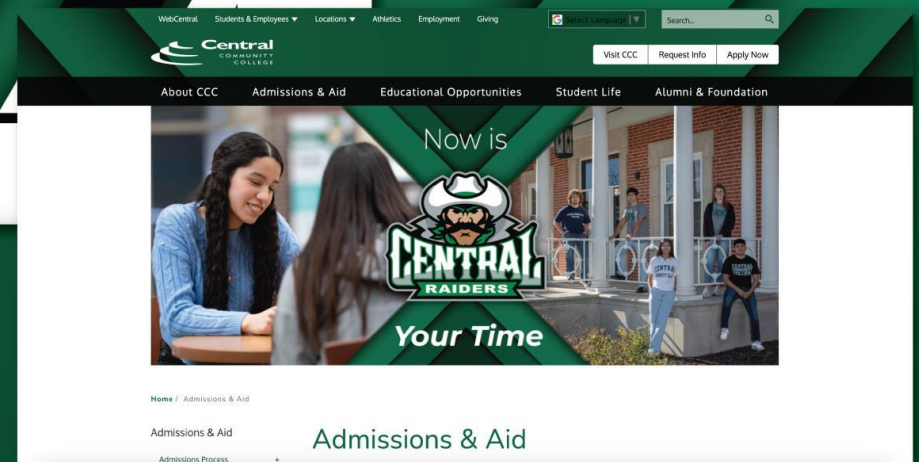 WebCentral Students & Employees ▼ Locations ▼ Athletics Employment Giving Select Language ▼ Search...
Central
COMMUNITY
COLLEGE
Visit CCC Request Info Apply Now
About CCC Admissions & Aid Educational Opportunities Student Life Alumni & Foundation
Now is
CENTRAL
RAIDERS
Your Time
CENTRAL
Home / Admissions & Aid
Admissions & Aid
Admissions & Aid
Admissions Process +